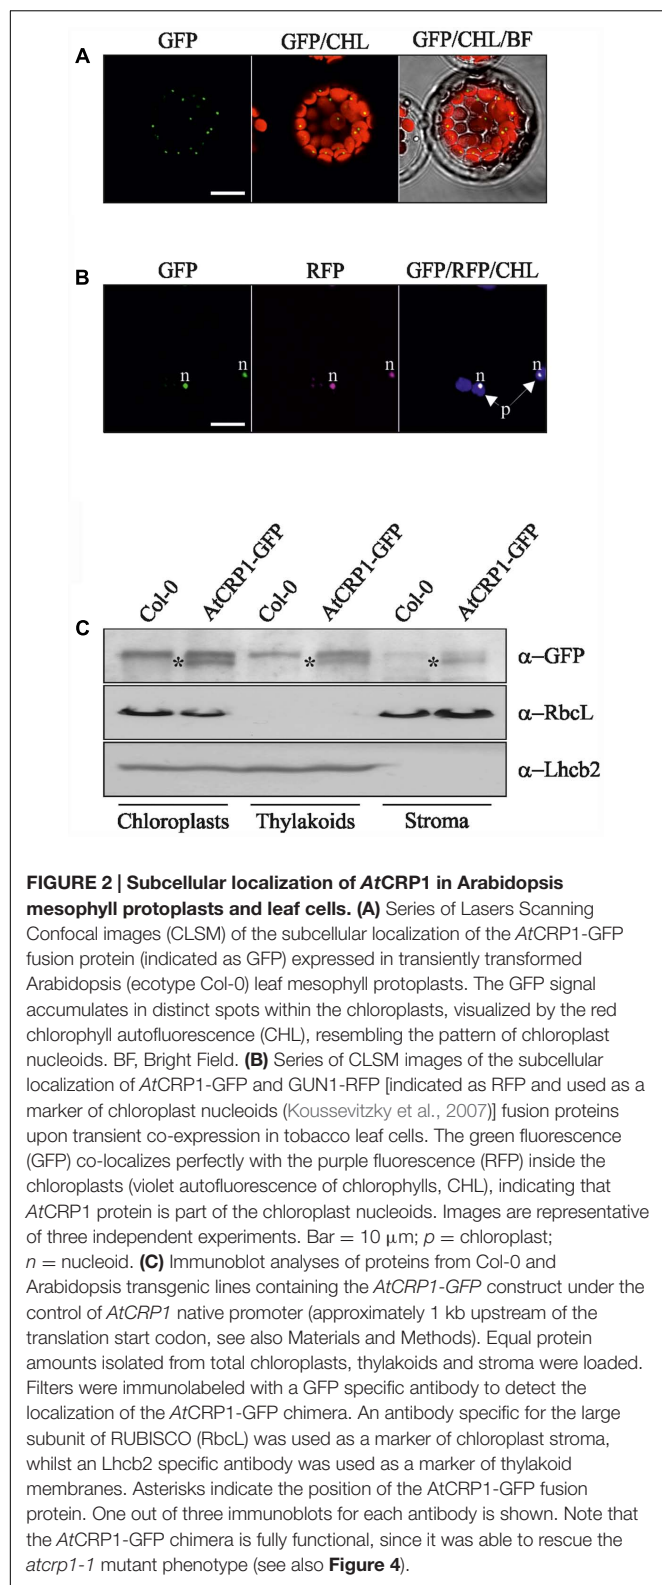 GFP GFP/CHL GFP/CHL/BF
A
GFP RFP GFP/RFP/CHL
B
n n n n n n
p
Col-0 AtCRP1-GFP Col-0 AtCRP1-GFP Col-0 AtCRP1-GFP
C
* * * α–GFP
α–RbcL
α–Lhcb2
Chloroplasts Thylakoids Stroma
FIGURE 2 | Subcellular localization of AtCRP1 in Arabidopsis
mesophyll protoplasts and leaf cells. (A) Series of Lasers Scanning
Confocal images (CLSM) of the subcellular localization of the AtCRP1-GFP
fusion protein (indicated as GFP) expressed in transiently transformed
Arabidopsis (ecotype Col-0) leaf mesophyll protoplasts. The GFP signal
accumulates in distinct spots within the chloroplasts, visualized by the red
chlorophyll autofluorescence (CHL), resembling the pattern of chloroplast
nucleoids. BF, Bright Field. (B) Series of CLSM images of the subcellular
localization of AtCRP1-GFP and GUN1-RFP [indicated as RFP and used as a
marker of chloroplast nucleoids (Koussevitzky et al., 2007)] fusion proteins
upon transient co-expression in tobacco leaf cells. The green fluorescence
(GFP) co-localizes perfectly with the purple fluorescence (RFP) inside the
chloroplasts (violet autofluorescence of chlorophylls, CHL), indicating that
AtCRP1 protein is part of the chloroplast nucleoids. Images are representative
of three independent experiments. Bar = 10 μm; p = chloroplast;
n = nucleoid. (C) Immunoblot analyses of proteins from Col-0 and
Arabidopsis transgenic lines containing the AtCRP1-GFP construct under the
control of AtCRP1 native promoter (approximately 1 kb upstream of the
translation start codon, see also Materials and Methods). Equal protein
amounts isolated from total chloroplasts, thylakoids and stroma were loaded.
Filters were immunolabeled with a GFP specific antibody to detect the
localization of the AtCRP1-GFP chimera. An antibody specific for the large
subunit of RUBISCO (RbcL) was used as a marker of chloroplast stroma,
whilst an Lhcb2 specific antibody was used as a marker of thylakoid
membranes. Asterisks indicate the position of the AtCRP1-GFP fusion
protein. One out of three immunoblots for each antibody is shown. Note that
the AtCRP1-GFP chimera is fully functional, since it was able to rescue the
atcrp1-1 mutant phenotype (see also Figure 4).